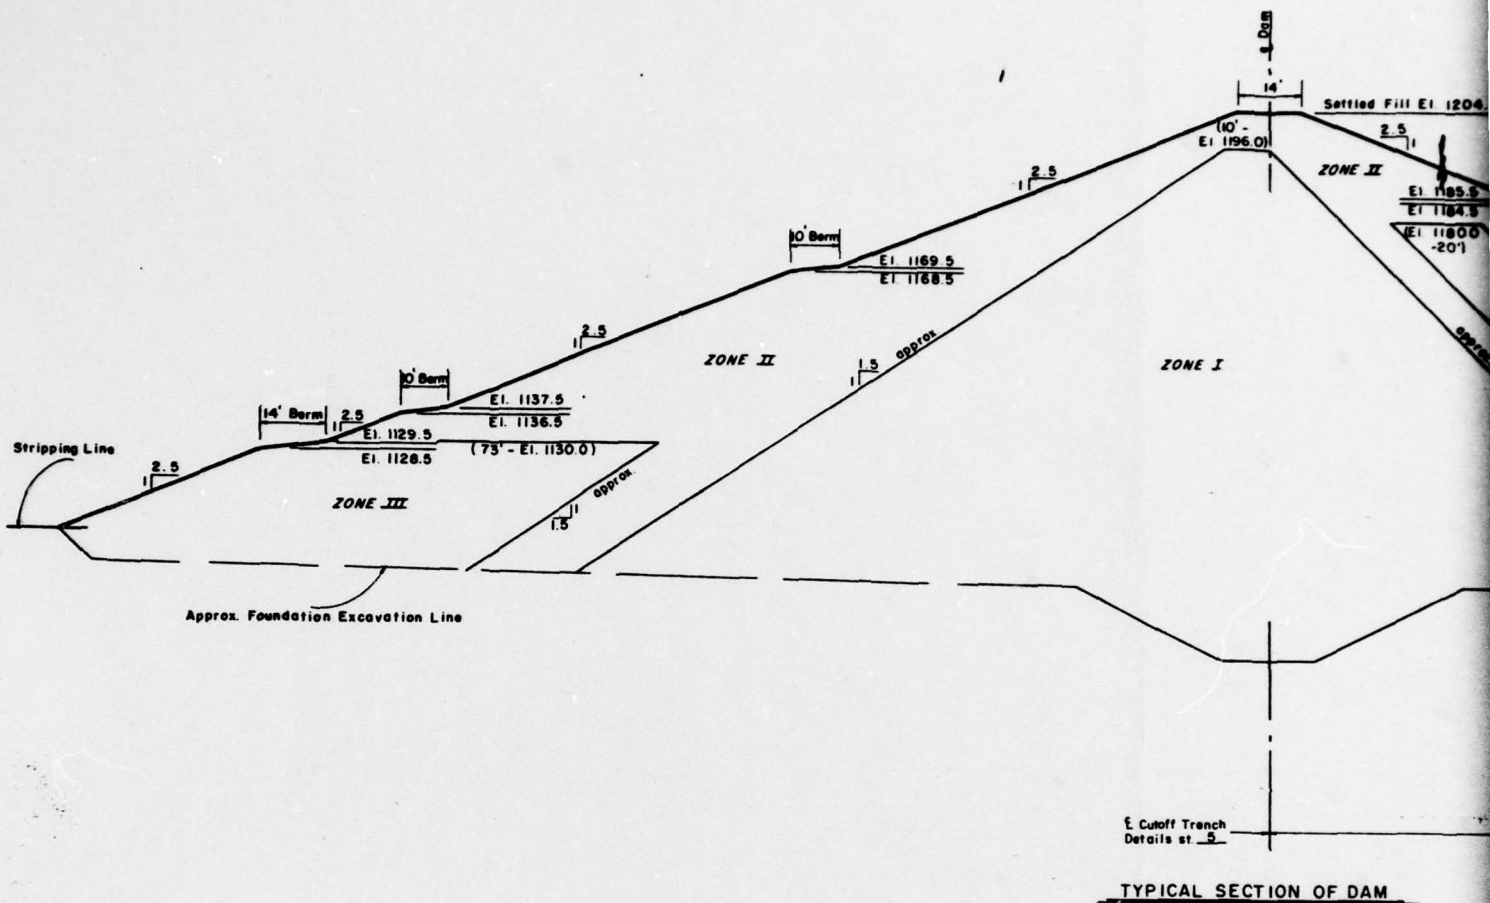 ℄ Dam
14'
Settled Fill El. 1204.
(10' -
El. 1196.0)
2.5
1
ZONE II
2.5
1
El. 1185.5
El. 1184.5
(El. 1180.0
-20')
10' Berm
El. 1169.5
El. 1168.5
2.5
1
ZONE II
1.5
1
approx
ZONE I
approx
10' Berm
El. 1137.5
El. 1136.5
14' Berm
2.5
1
El. 1129.5
El. 1128.5
(73' - El. 1130.0)
Stripping Line
2.5
1
ZONE III
approx.
1
1.5
Approx. Foundation Excavation Line
℄ Cutoff Trench
Details st. 5
TYPICAL SECTION OF DAM